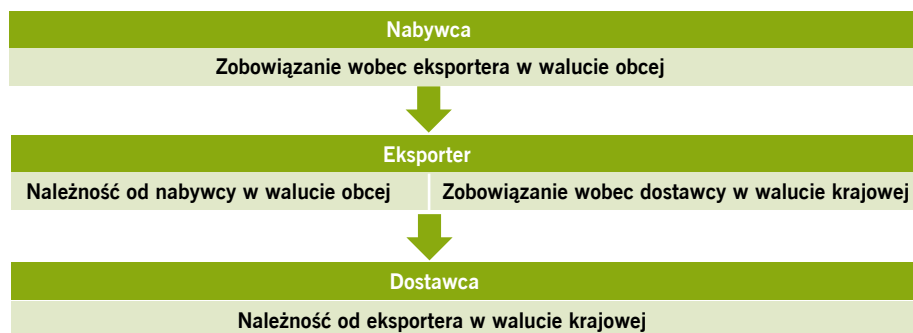 Nabywca
Zobowiązanie wobec eksportera w walucie obcej
Eksporter
Należność od nabywcy w walucie obcej
Zobowiązanie wobec dostawcy w walucie krajowej
Dostawca
Należność od eksportera w walucie krajowej